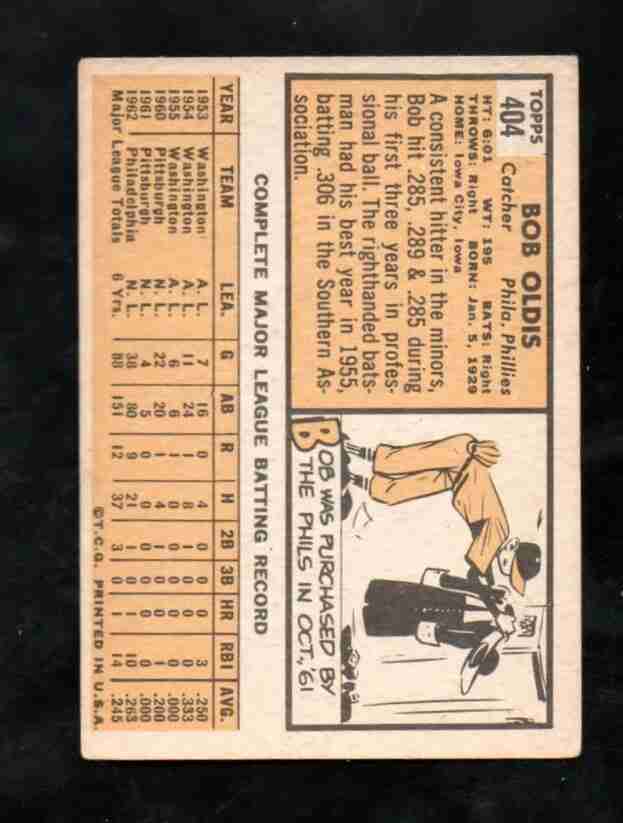 TOPPS
404
BOB OLDIS
Catcher Phila. Phillies
HT: 6:01 WT: 195 BATS: Right
THROWS: Right BORN: Jan. 5, 1929
HOME: Iowa City, Iowa
A consistent hitter in the minors,
Bob hit .285, .289 & .285 during
his first three years in profes-
sional ball. The righthanded bats-
man had his best year in 1955,
batting .306 in the Southern As-
sociation.
BOB WAS PURCHASED BY
THE PHILS IN OCT., '61
COMPLETE MAJOR LEAGUE BATTING RECORD
YEAR TEAM LEA. G AB R H 2B 3B HR RBI AVG.
1953 Washington A. L. 7 16 0 4 0 0 0 3 .250
1954 Washington A. L. 11 24 1 8 1 0 0 0 .333
1955 Washington A. L. 6 6 1 0 0 0 0 0 .000
1960 Pittsburgh N. L. 22 20 1 4 1 0 0 1 .200
1961 Pittsburgh N. L. 4 5 0 0 0 0 0 0 .000
1962 Philadelphia N. L. 38 80 9 21 1 0 1 10 .263
Major League Totals 6 Yrs. 88 151 12 37 3 0 1 14 .245
©T.C.G. PRINTED IN U.S.A.